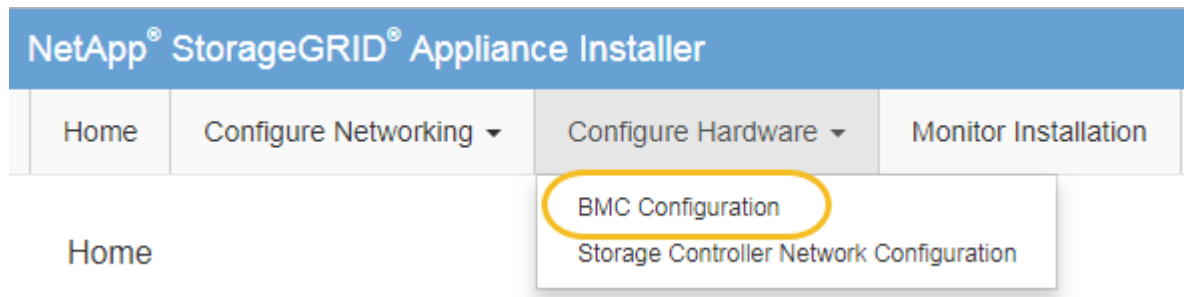 NetApp® StorageGRID® Appliance Installer
Home Configure Networking Configure Hardware Monitor Installation
BMC Configuration
Home
Storage Controller Network Configuration